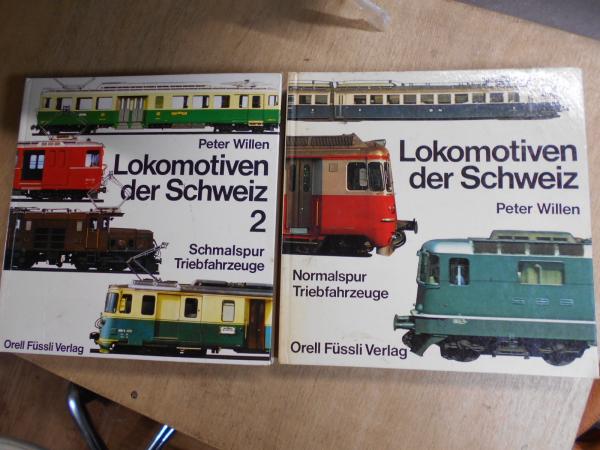 Peter Willen
Lokomotiven
der Schweiz
2
Schmalspur
Triebfahrzeuge
Orell Füssli Verlag
Lokomotiven
der Schweiz
Peter Willen
Normalspur
Triebfahrzeuge
Orell Füssli Verlag